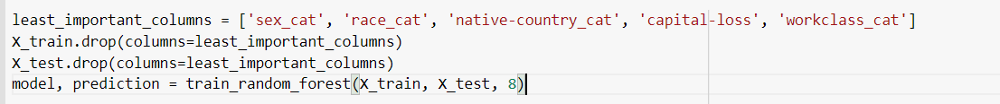 least_important_columns = ['sex_cat', 'race_cat', 'native-country_cat', 'capital-loss', 'workclass_cat']
X_train.drop(columns=least_important_columns)
X_test.drop(columns=least_important_columns)
model, prediction = train_random_forest(X_train, X_test, 8)